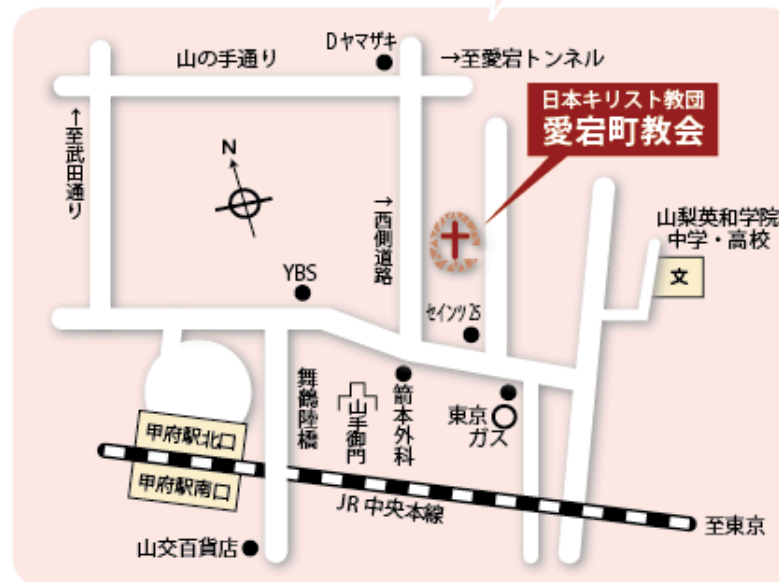 Dヤマザキ
山の手通り
→至愛宕トンネル
日本キリスト教団
愛宕町教会
←至武田通り
N
→西側道路
山梨英和学院
中学・高校
文
YBS
セインツ25
舞鶴陸橋
山手御門
箭本外科
東京
ガス
甲府駅北口
甲府駅南口
JR中央本線
至東京
山交百貨店